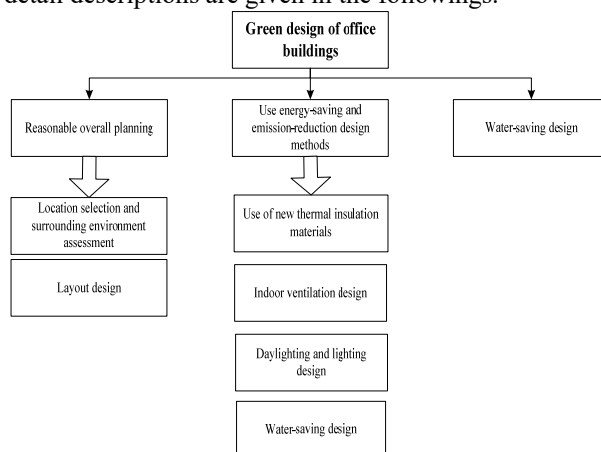 detail descriptions are given in the followings.
Green design of office
buildings
Reasonable overall planning
Use energy-saving and
emission-reduction design
methods
Water-saving design
Location selection and
surrounding environment
assessment
Use of new thermal insulation
materials
Layout design
Indoor ventilation design
Daylighting and lighting
design
Water-saving design